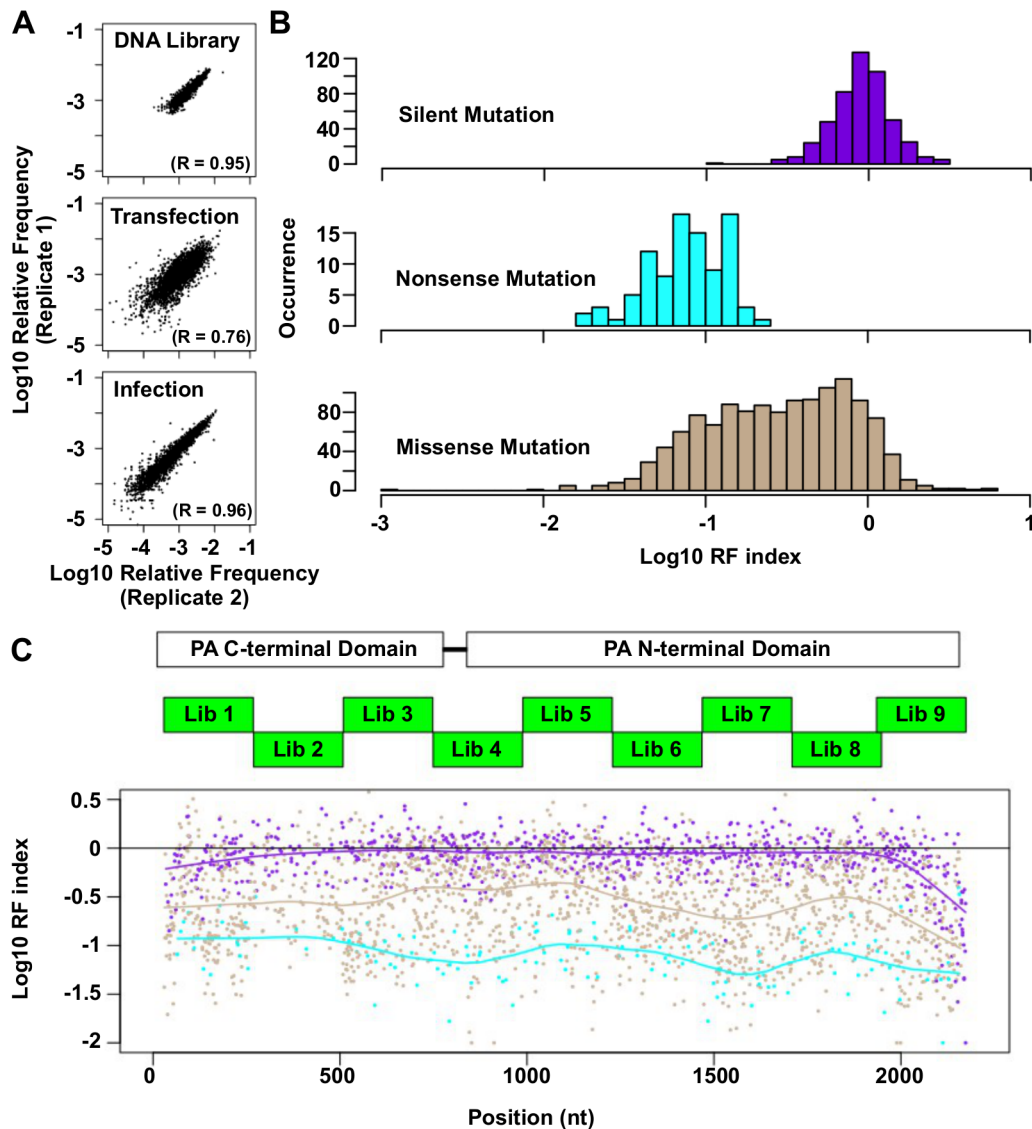 A
B
-1
-3
-5
DNA Library
(R = 0.95)
-1
-3
-5
Transfection
(R = 0.76)
-1
-3
-5
Infection
(R = 0.96)
-5 -4 -3 -2 -1
Log10 Relative Frequency
(Replicate 1)
Log10 Relative Frequency
(Replicate 2)
120
80
40
0
Silent Mutation
15
10
5
0
Nonsense Mutation
Occurrence
80
40
0
Missense Mutation
-3 -2 -1 0 1
Log10 RF index
C
PA C-terminal Domain
PA N-terminal Domain
Lib 1
Lib 3
Lib 5
Lib 7
Lib 9
Lib 2
Lib 4
Lib 6
Lib 8
0.5
0
-0.5
-1
-1.5
-2
Log10 RF index
0 500 1000 1500 2000
Position (nt)